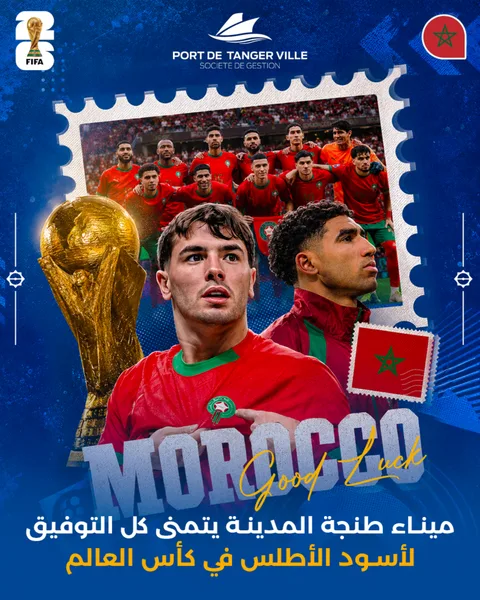 FIFA
PORT DE TANGER VILLE
SOCIÉTÉ DE GESTION
MOROCCO
Good Luck
ميناء طنجة المدينة يتمنى كل التوفيق
لأسود الأطلس في كأس العالم